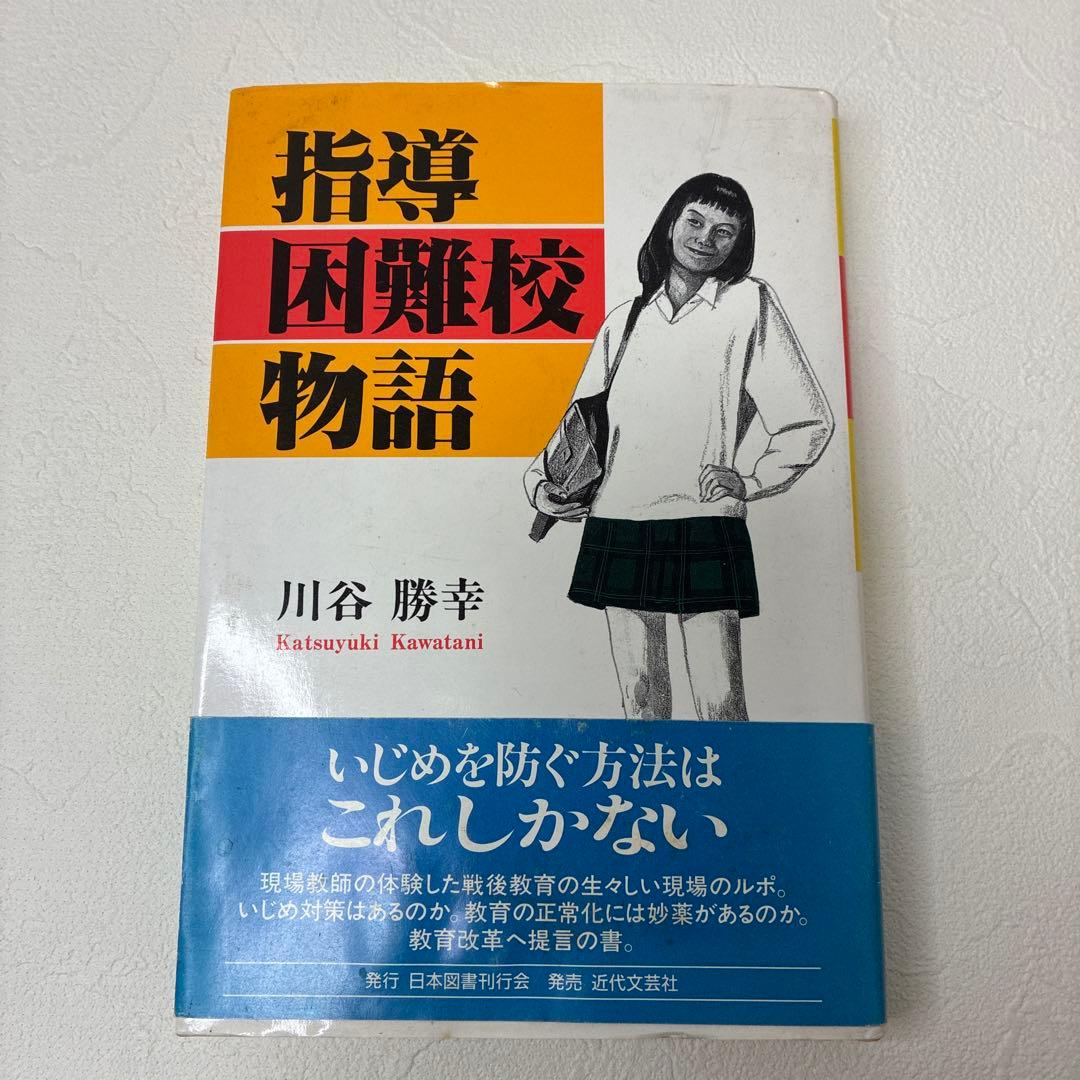 指導
困難校
物語
川谷 勝幸
Katsuyuki Kawatani
いじめを防ぐ方法は
これしかない
現場教師の体験した戦後教育の生々しい現場のルポ。
いじめ対策はあるのか。教育の正常化には妙薬があるのか。
教育改革へ提言の書。
発行 日本図書刊行会 発売 近代文芸社